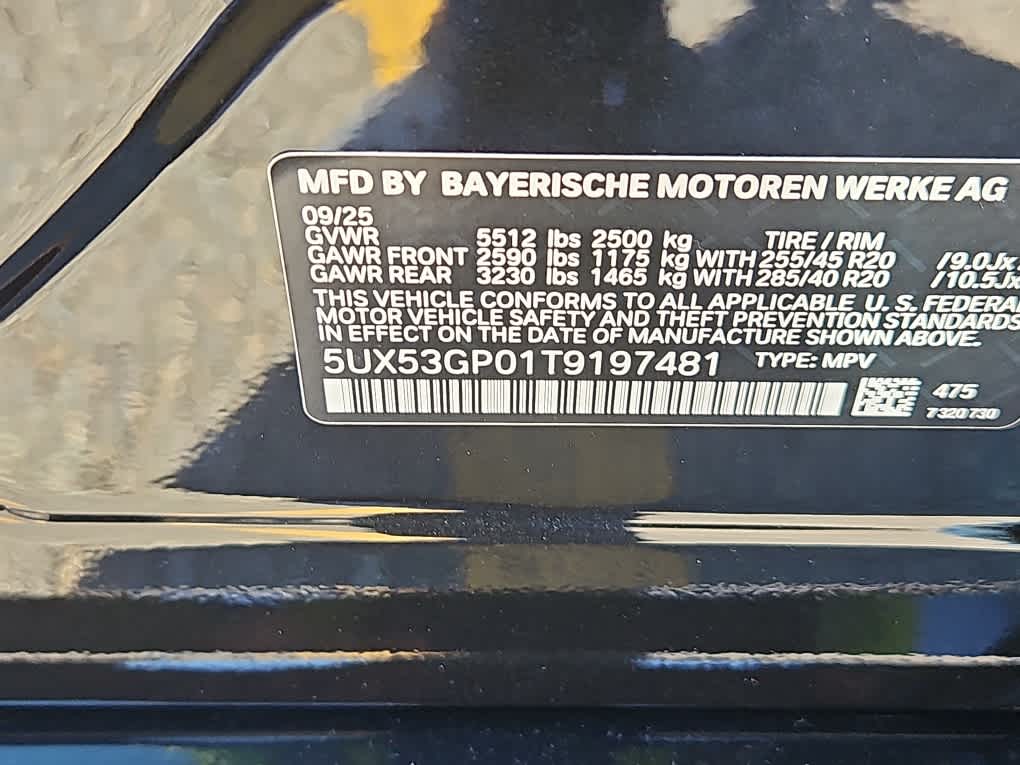 MFD BY BAYERISCHE MOTOREN WERKE AG
09/25
GVWR 5512 lbs 2500 kg TIRE / RIM
GAWR FRONT 2590 lbs 1175 kg WITH 255/45 R20 /9.0Jx
GAWR REAR 3230 lbs 1465 kg WITH 285/40 R20 /10.5Jx
THIS VEHICLE CONFORMS TO ALL APPLICABLE U. S. FEDERAL
MOTOR VEHICLE SAFETY AND THEFT PREVENTION STANDARDS
IN EFFECT ON THE DATE OF MANUFACTURE SHOWN ABOVE.
5UX53GP01T9197481 TYPE: MPV
475
7320730